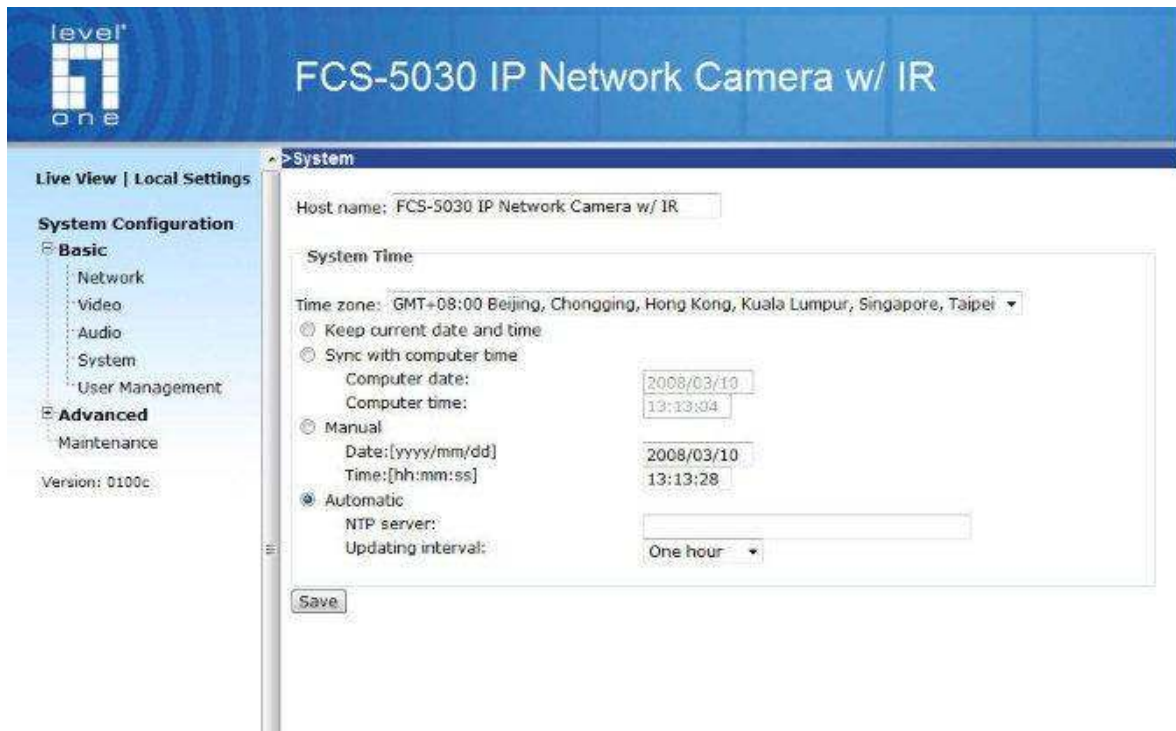 level
one
FCS-5030 IP Network Camera w/ IR
Live View | Local Settings
System Configuration
Basic
Network
Video
Audio
System
User Management
Advanced
Maintenance
Version: 0100c
>System
Host name: FCS-5030 IP Network Camera w/ IR
System Time
Time zone: GMT+08:00 Beijing, Chongging, Hong Kong, Kuala Lumpur, Singapore, Taipei
Keep current date and time
Sync with computer time
Computer date: 2008/03/10
Computer time: 13:13:04
Manual
Date:[yyyy/mm/dd] 2008/03/10
Time:[hh:mm:ss] 13:13:28
Automatic
NTP server:
Updating interval: One hour
Save